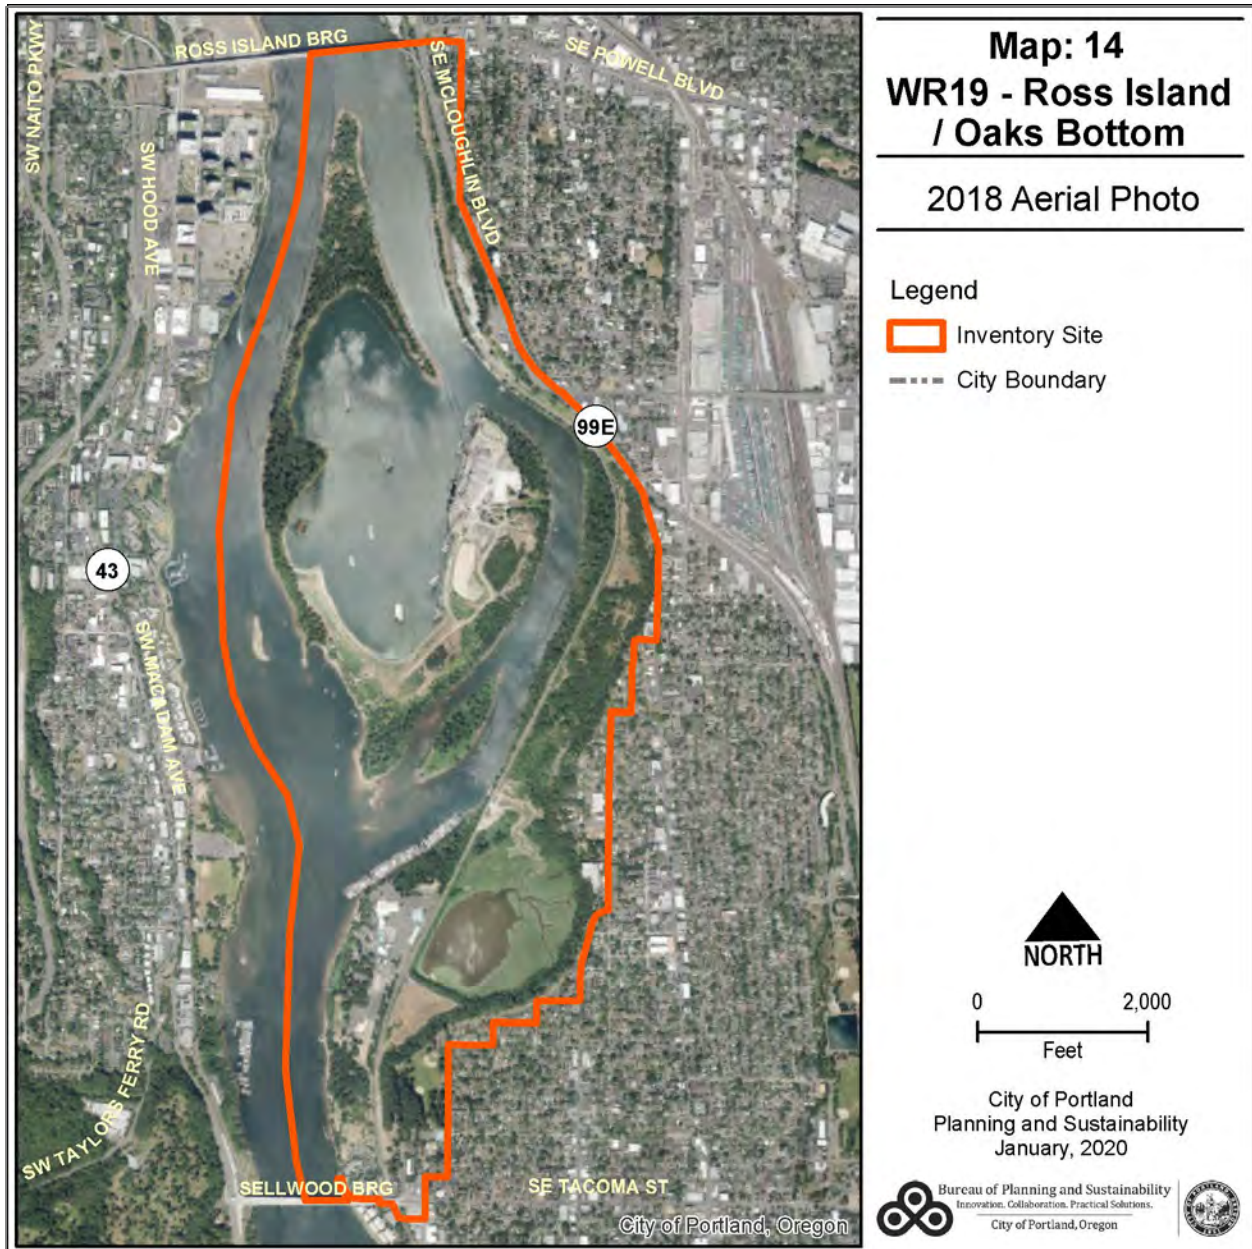 ROSS ISLAND BRG
SW NAITO PKWY
SW HOOD AVE
SE MCLOUGHLIN BLVD
SE POWELL BLVD
99E
43
SW MACADAM AVE
SW TAYLORS FERRY RD
SELLWOOD BRG
SE TACOMA ST
City of Portland, Oregon
Map: 14
WR19 - Ross Island
/ Oaks Bottom
2018 Aerial Photo
Legend
Inventory Site
City Boundary
NORTH
0 2,000
Feet
City of Portland
Planning and Sustainability
January, 2020
Bureau of Planning and Sustainability
Innovation. Collaboration. Practical Solutions.
City of Portland, Oregon